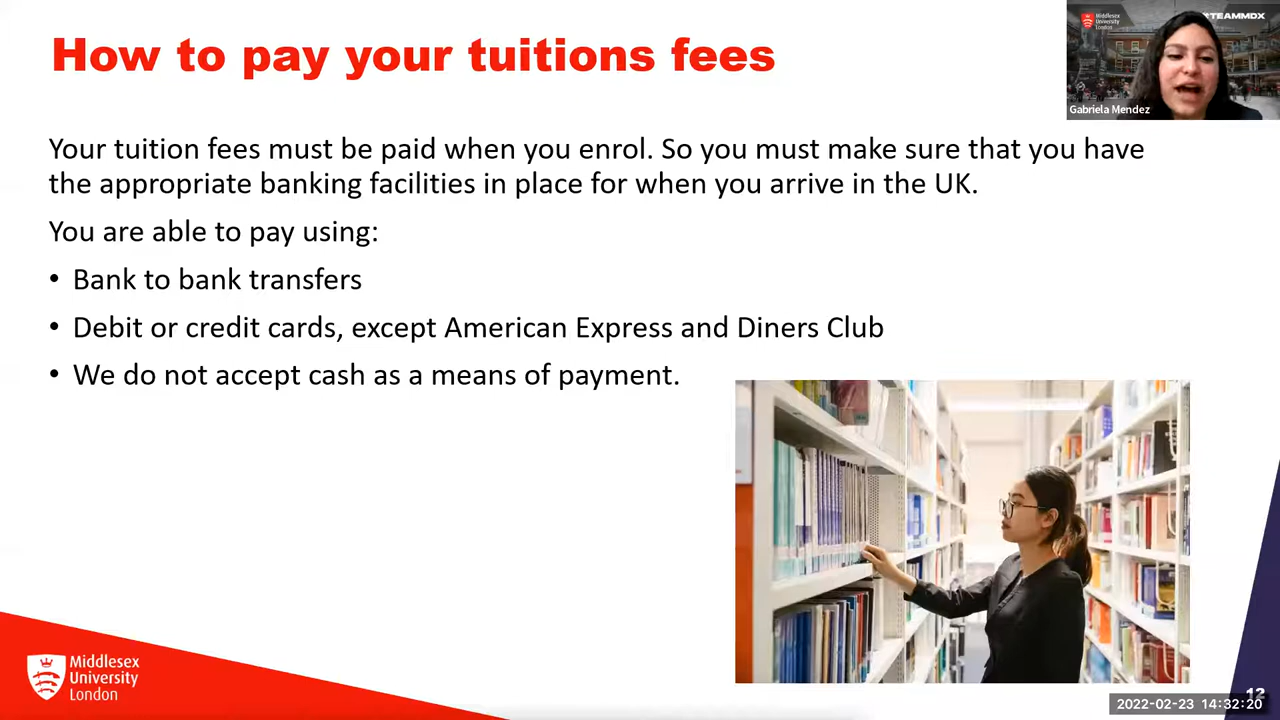 How to pay your tuitions fees
Middlesex
University
London
#TEAMMDX
Gabriela Mendez
Your tuition fees must be paid when you enrol. So you must make sure that you have
the appropriate banking facilities in place for when you arrive in the UK.
You are able to pay using:
• Bank to bank transfers
• Debit or credit cards, except American Express and Diners Club
• We do not accept cash as a means of payment.
Middlesex
University
London
12
2022-02-23 14:32:20